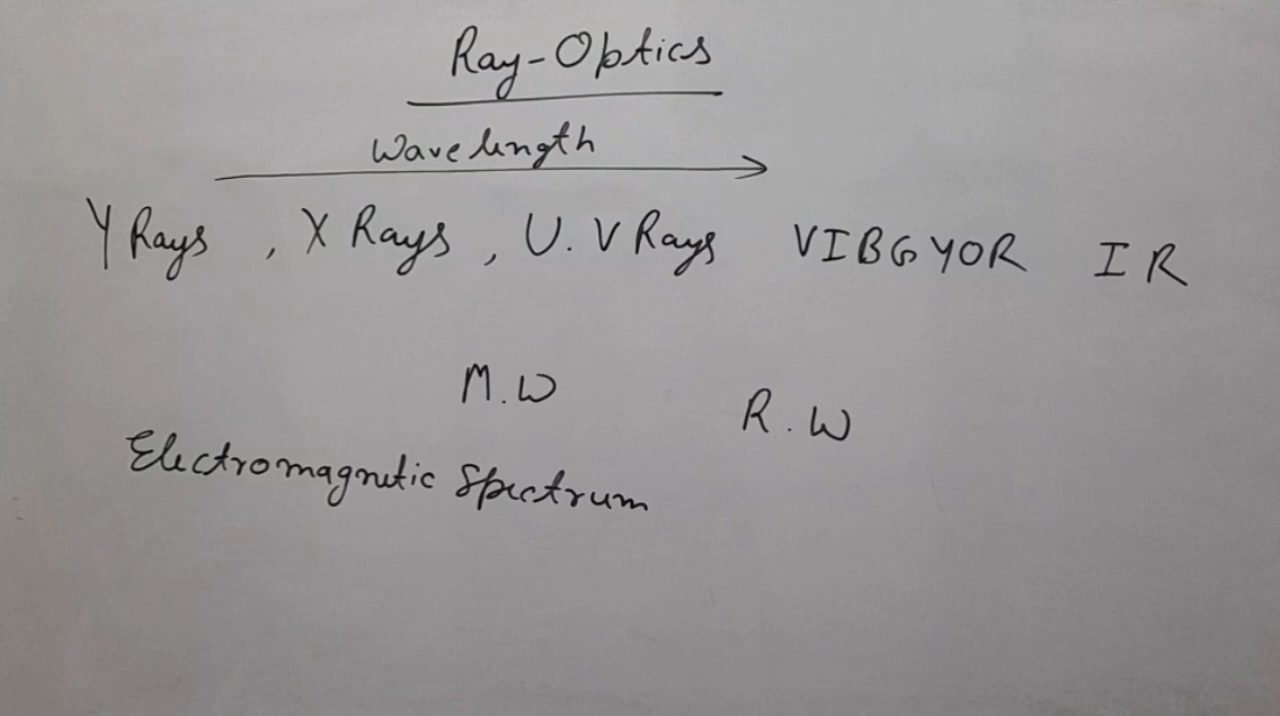 Ray-Optics
Wavelength
γ Rays , X Rays , U.V Rays VIBGYOR IR
M.W R.W
Electromagnetic Spectrum